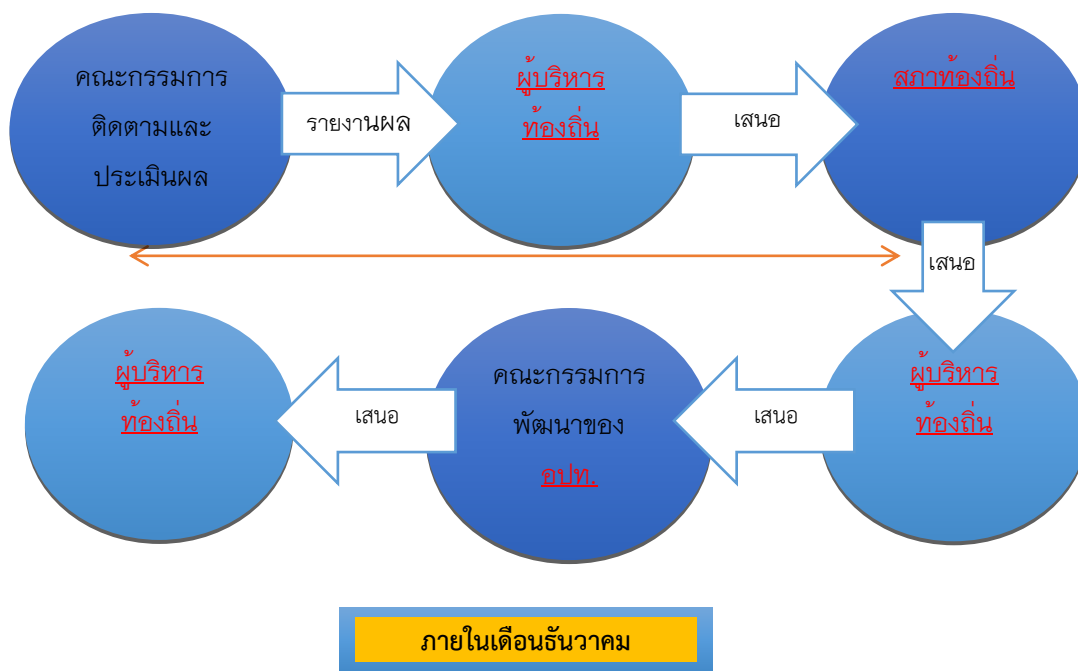 คณะกรรมการ
ติดตามและ
ประเมินผล
รายงานผล
ผู้บริหาร
ท้องถิ่น
เสนอ
สภาท้องถิ่น
เสนอ
ผู้บริหาร
ท้องถิ่น
เสนอ
คณะกรรมการ
พัฒนาของ
อปท.
เสนอ
ผู้บริหาร
ท้องถิ่น
ภายในเดือนธันวาคม